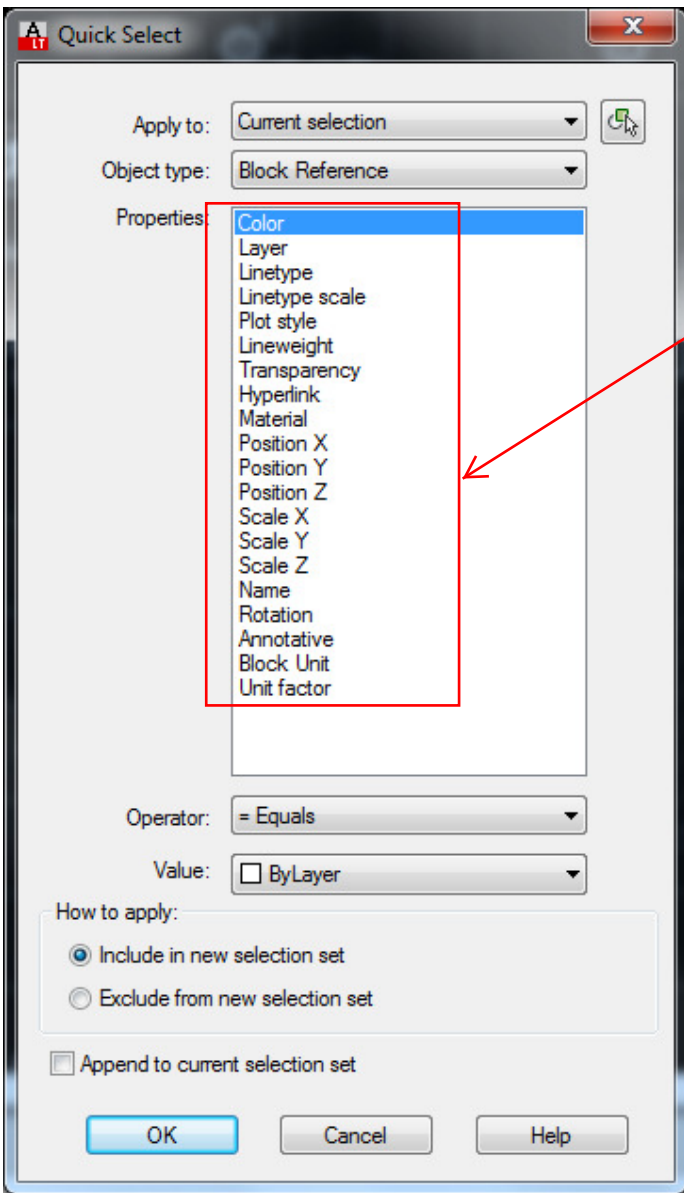 A LT Quick Select
Apply to: Current selection
Object type: Block Reference
Properties:
Color
Layer
Linetype
Linetype scale
Plot style
Lineweight
Transparency
Hyperlink
Material
Position X
Position Y
Position Z
Scale X
Scale Y
Scale Z
Name
Rotation
Annotative
Block Unit
Unit factor
Operator: = Equals
Value: ByLayer
How to apply:
Include in new selection set
Exclude from new selection set
Append to current selection set
OK Cancel Help